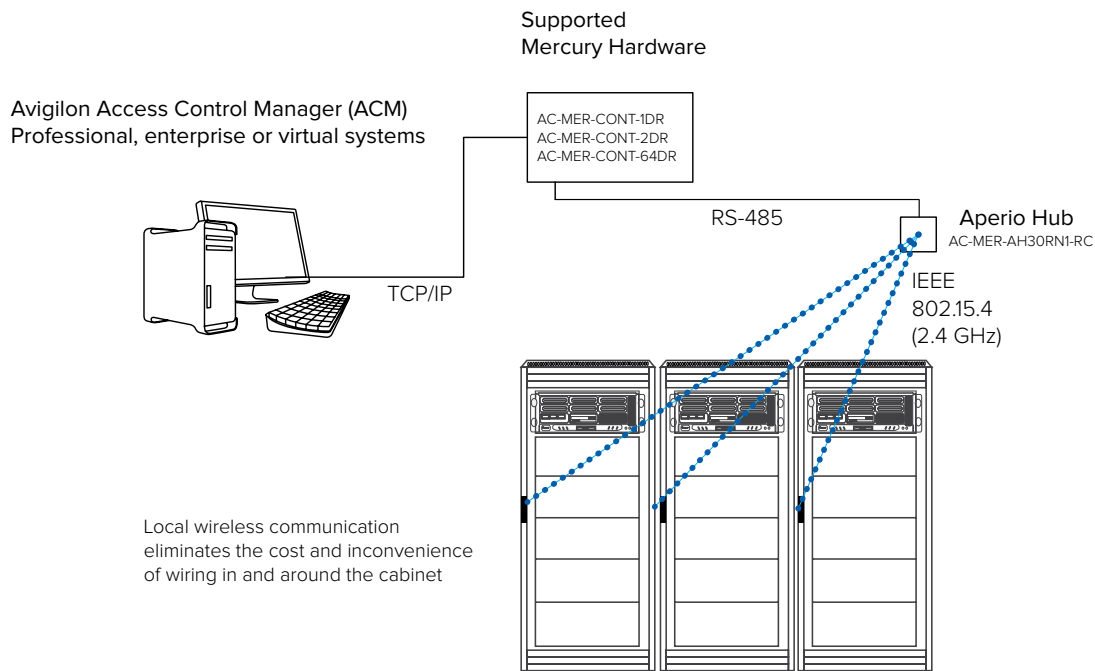 Supported
Mercury Hardware
Avigilon Access Control Manager (ACM)
Professional, enterprise or virtual systems
AC-MER-CONT-1DR
AC-MER-CONT-2DR
AC-MER-CONT-64DR
RS-485
Aperio Hub
AC-MER-AH30RN1-RC
TCP/IP
IEEE
802.15.4
(2.4 GHz)
Local wireless communication
eliminates the cost and inconvenience
of wiring in and around the cabinet